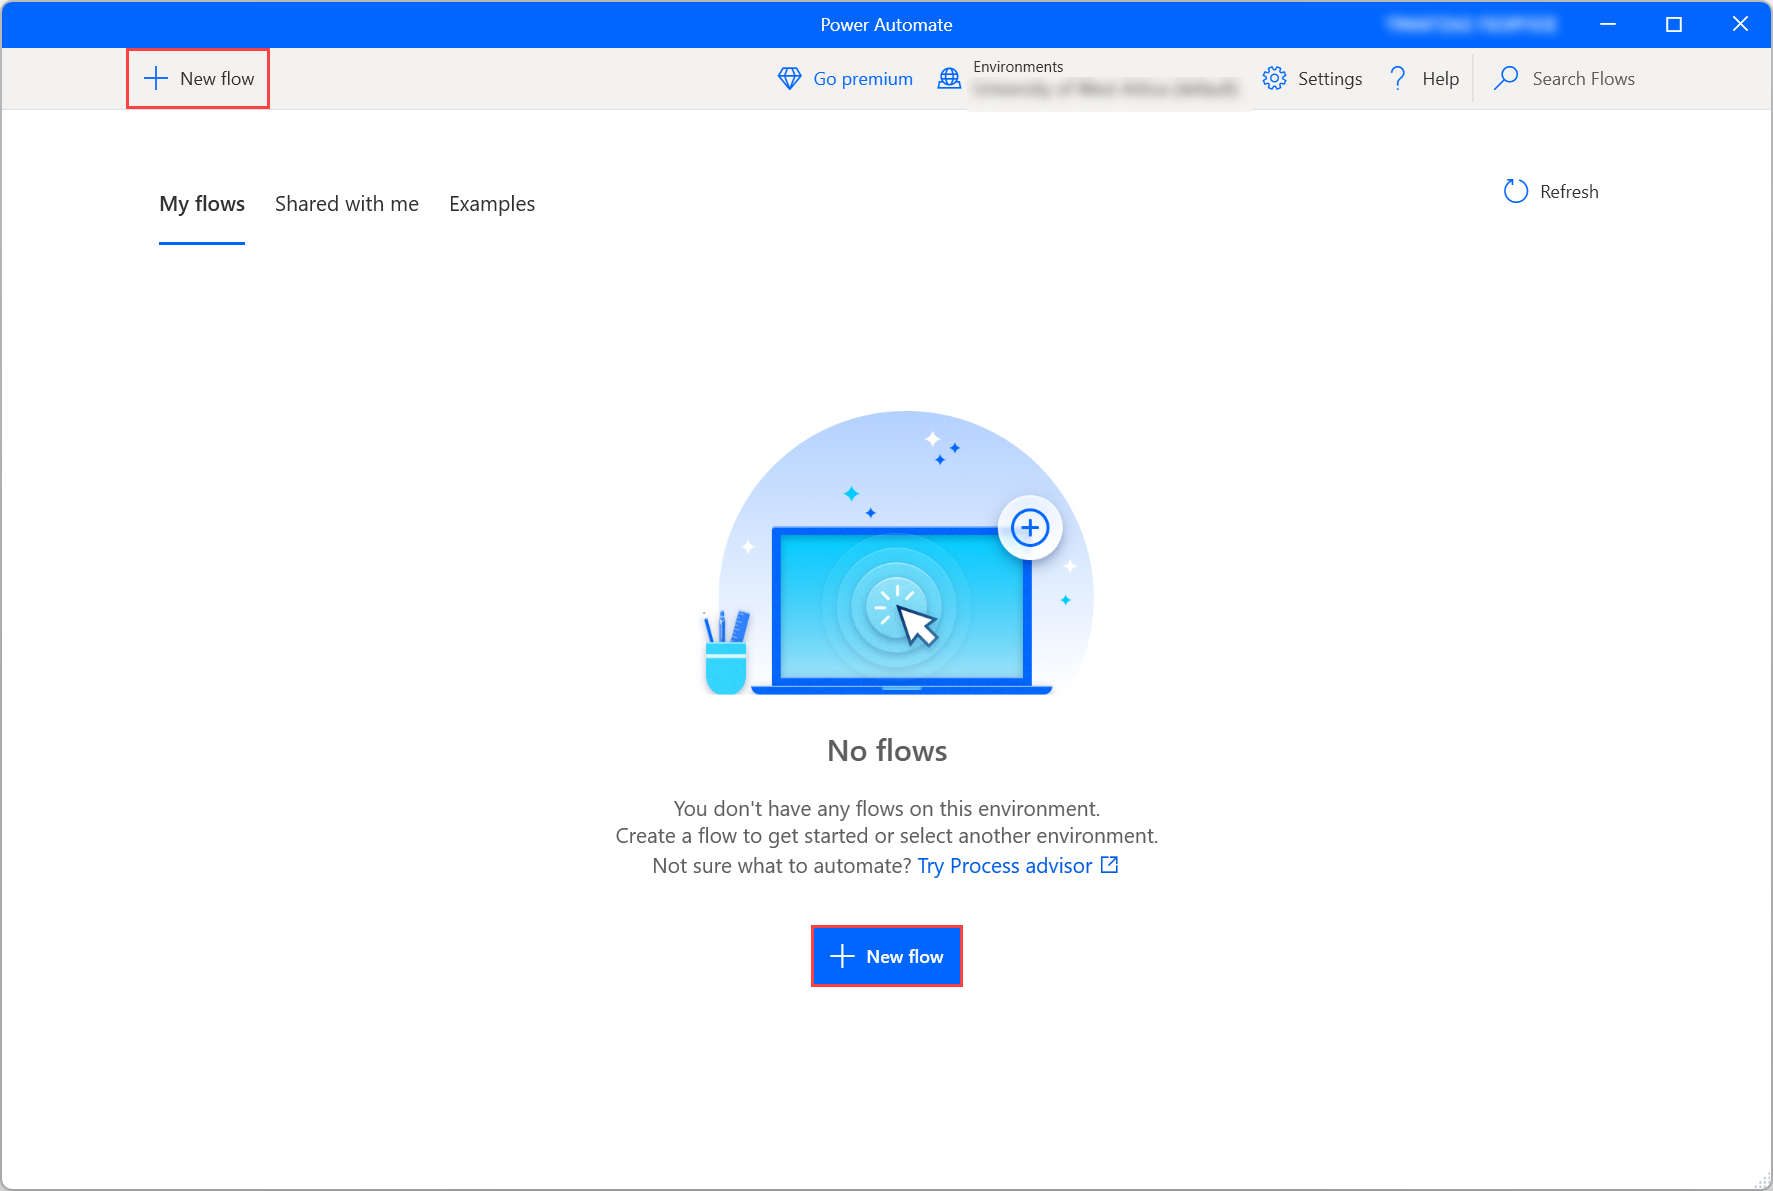 Power Automate
New flow
Go premium
Environments
Settings
Help
Search Flows
My flows
Shared with me
Examples
Refresh
No flows
You don't have any flows on this environment.
Create a flow to get started or select another environment.
Not sure what to automate? Try Process advisor
New flow